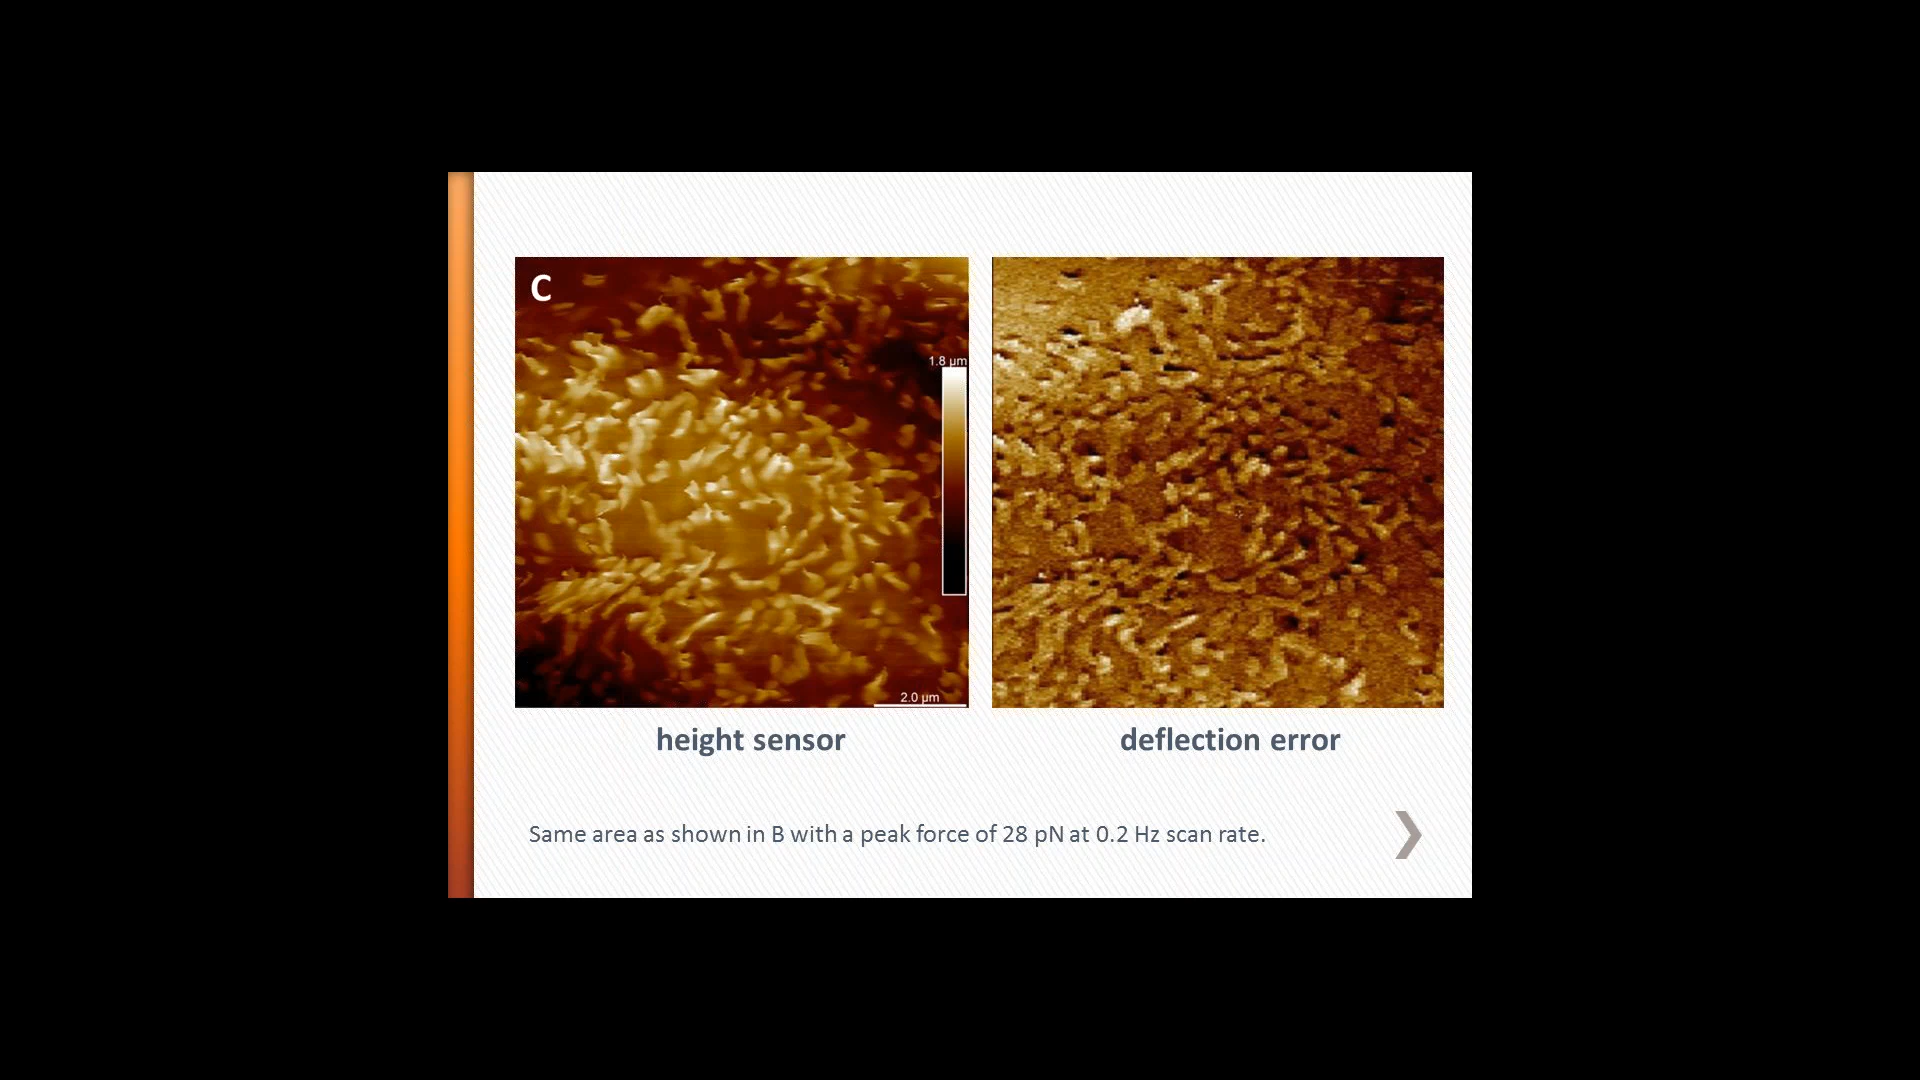 C
1.8 µm
2.0 µm
height sensor
deflection error
Same area as shown in B with a peak force of 28 pN at 0.2 Hz scan rate.